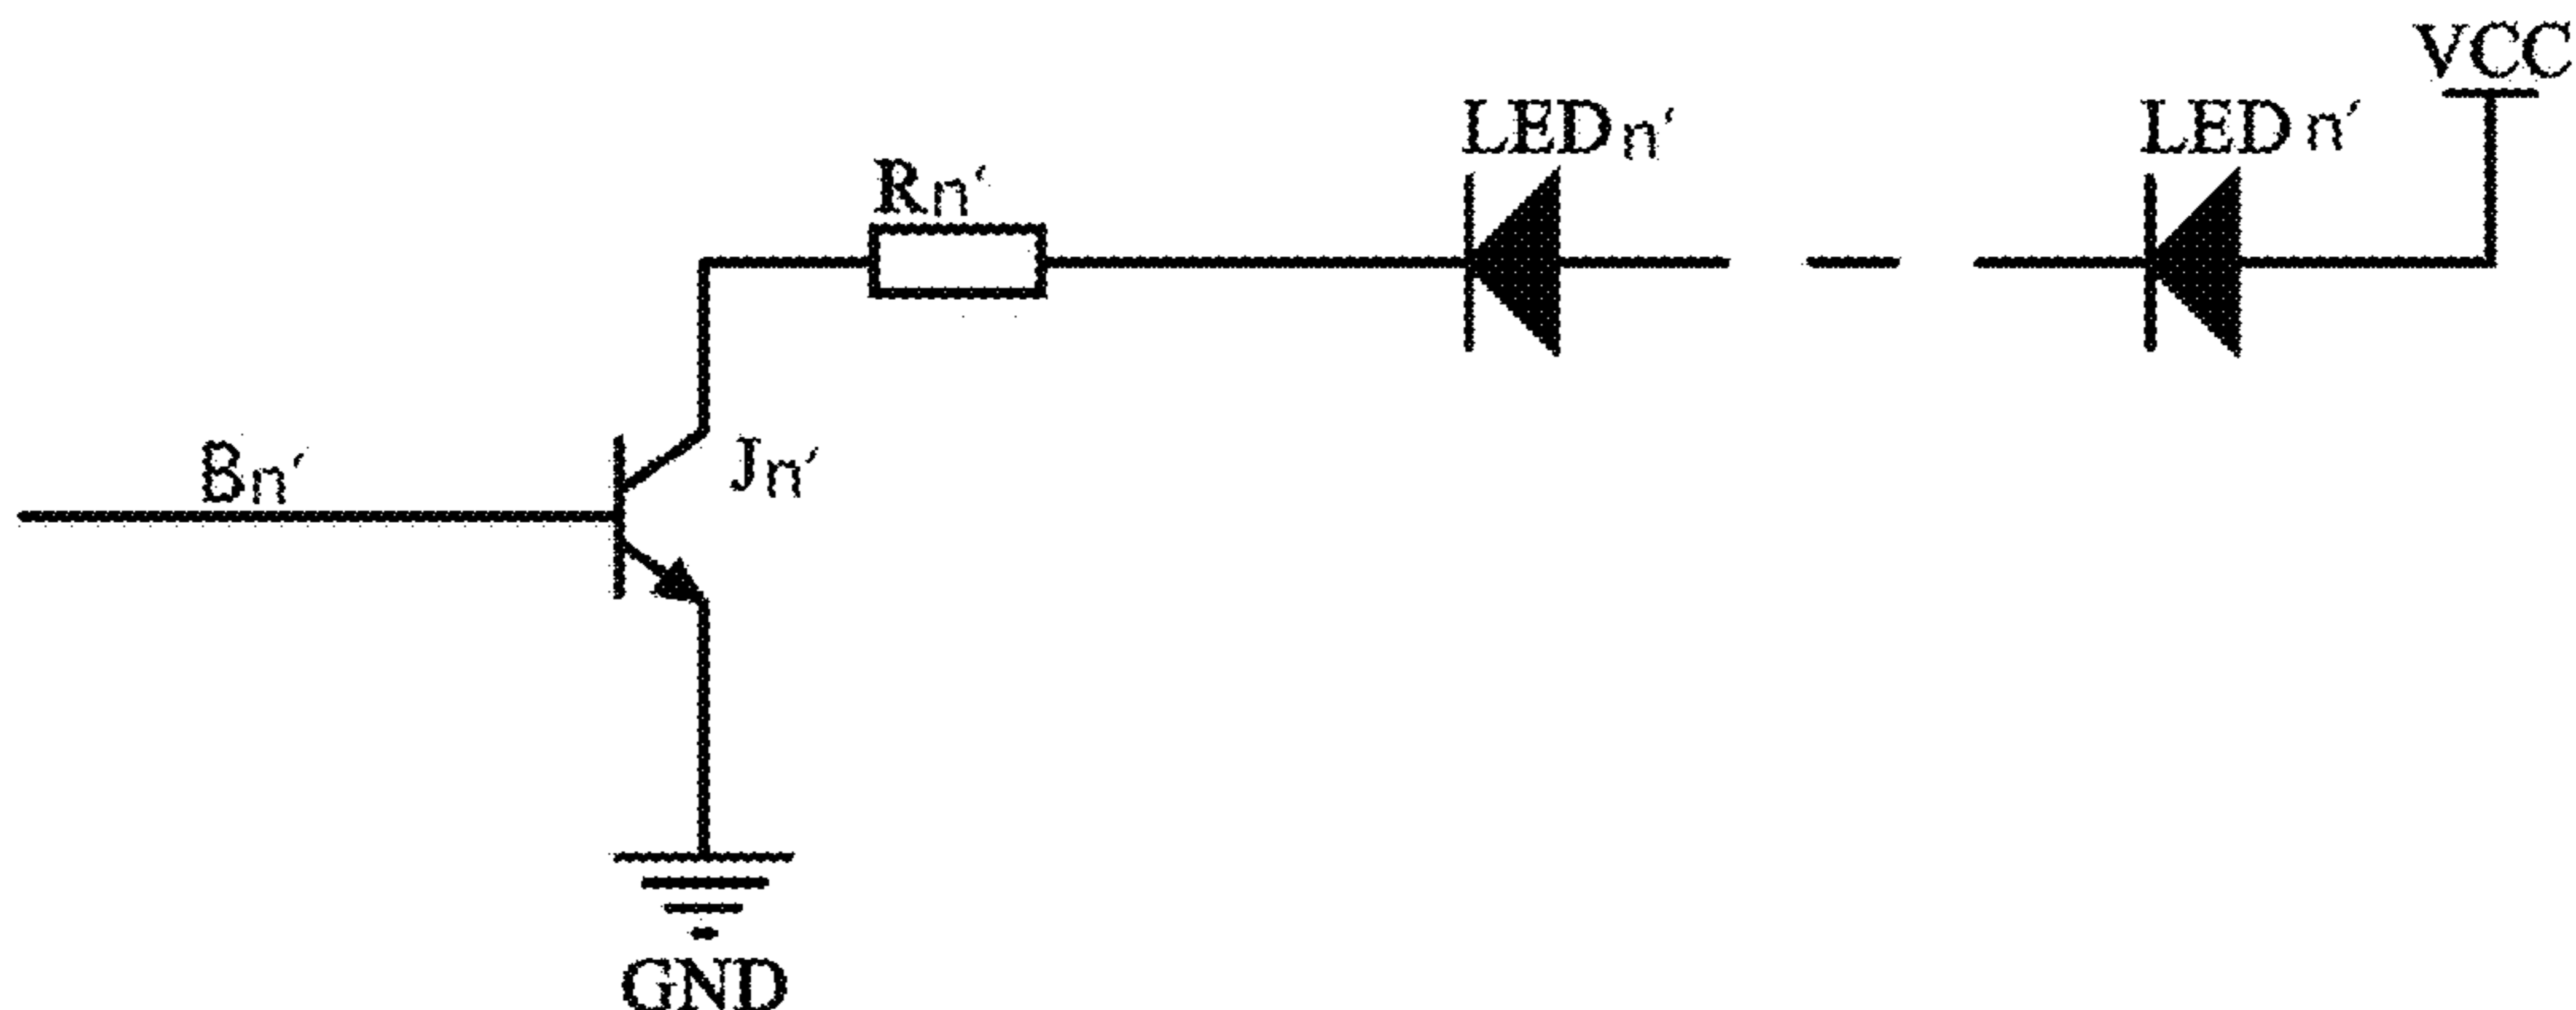 VCC
LEDn′
LEDn′
Rn′
Bn′
Jn′
GND